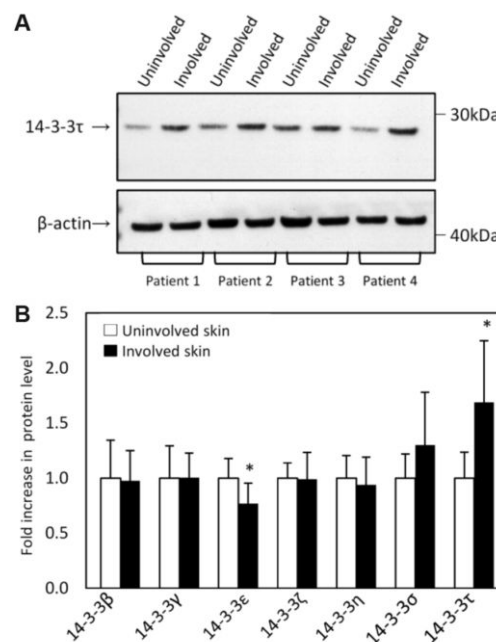 A
Uninvolved
Involved
Uninvolved
Involved
Uninvolved
Involved
Uninvolved
Involved
14-3-3τ →
30kDa
β-actin→
40kDa
Patient 1 Patient 2 Patient 3 Patient 4
B
2.5
2.0
1.5
1.0
0.5
0.0
Fold increase in protein level
Uninvolved skin
Involved skin
*
*
14-3-3β
14-3-3γ
14-3-3ε
14-3-3ζ
14-3-3η
14-3-3σ
14-3-3τ